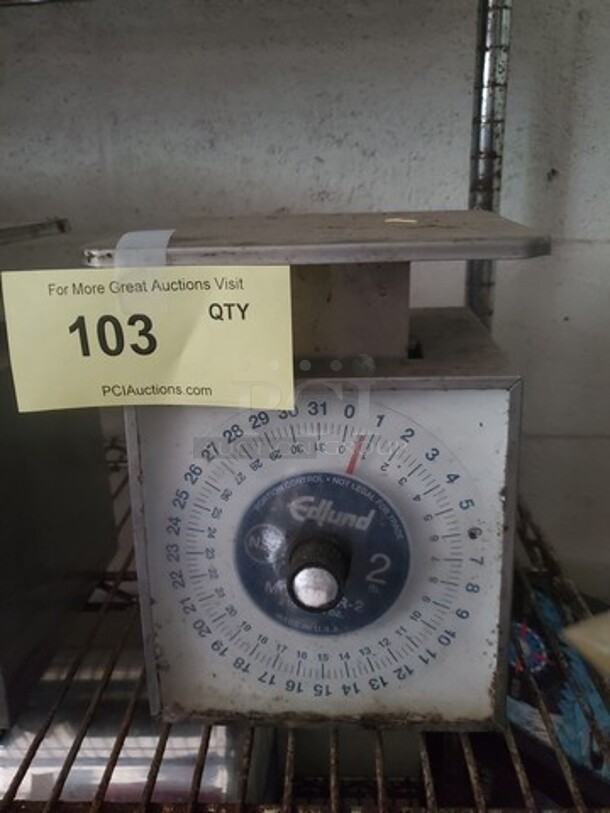 For More Great Auctions Visit
103 QTY
PCIAuctions.com
0 1 2 3 4 5 6 7 8 9 10 11 12 13 14 15 16 17 18 19 20 21 22 23 24 25 26 27 28 29 30 31
PORTION CONTROL • NOT LEGAL FOR TRADE
Edlund
2
MADE IN U.S.A.
PCI